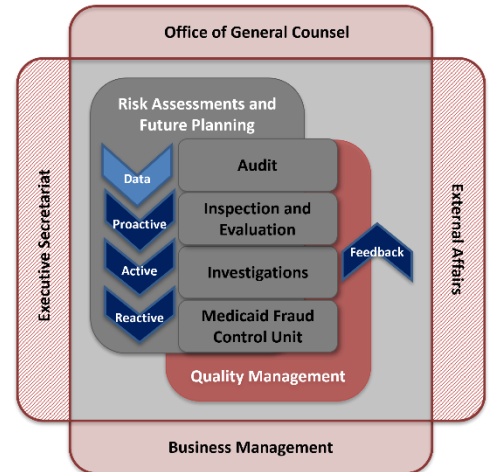 Office of General Counsel
Risk Assessments and
Future Planning
Data
Audit
Proactive
Inspection and
Evaluation
Active
Investigations
Feedback
Reactive
Medicaid Fraud
Control Unit
Quality Management
Executive Secretariat
External Affairs
Business Management